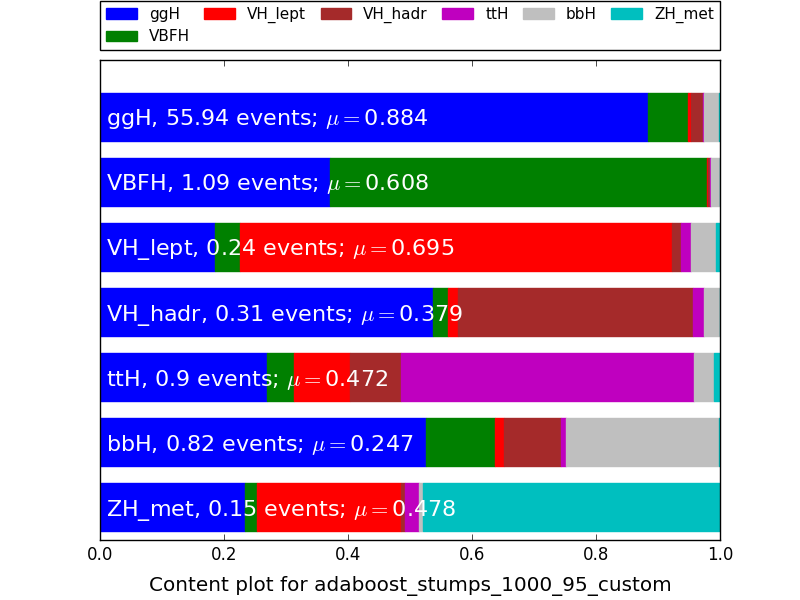 ggH VH_lept VH_hadr ttH bbH ZH_met
VBFH
ggH, 55.94 events; μ=0.884
VBFH, 1.09 events; μ=0.608
VH_lept, 0.24 events; μ=0.695
VH_hadr, 0.31 events; μ=0.379
ttH, 0.9 events; μ=0.472
bbH, 0.82 events; μ=0.247
ZH_met, 0.15 events; μ=0.478
0.0 0.2 0.4 0.6 0.8 1.0
Content plot for adaboost_stumps_1000_95_custom